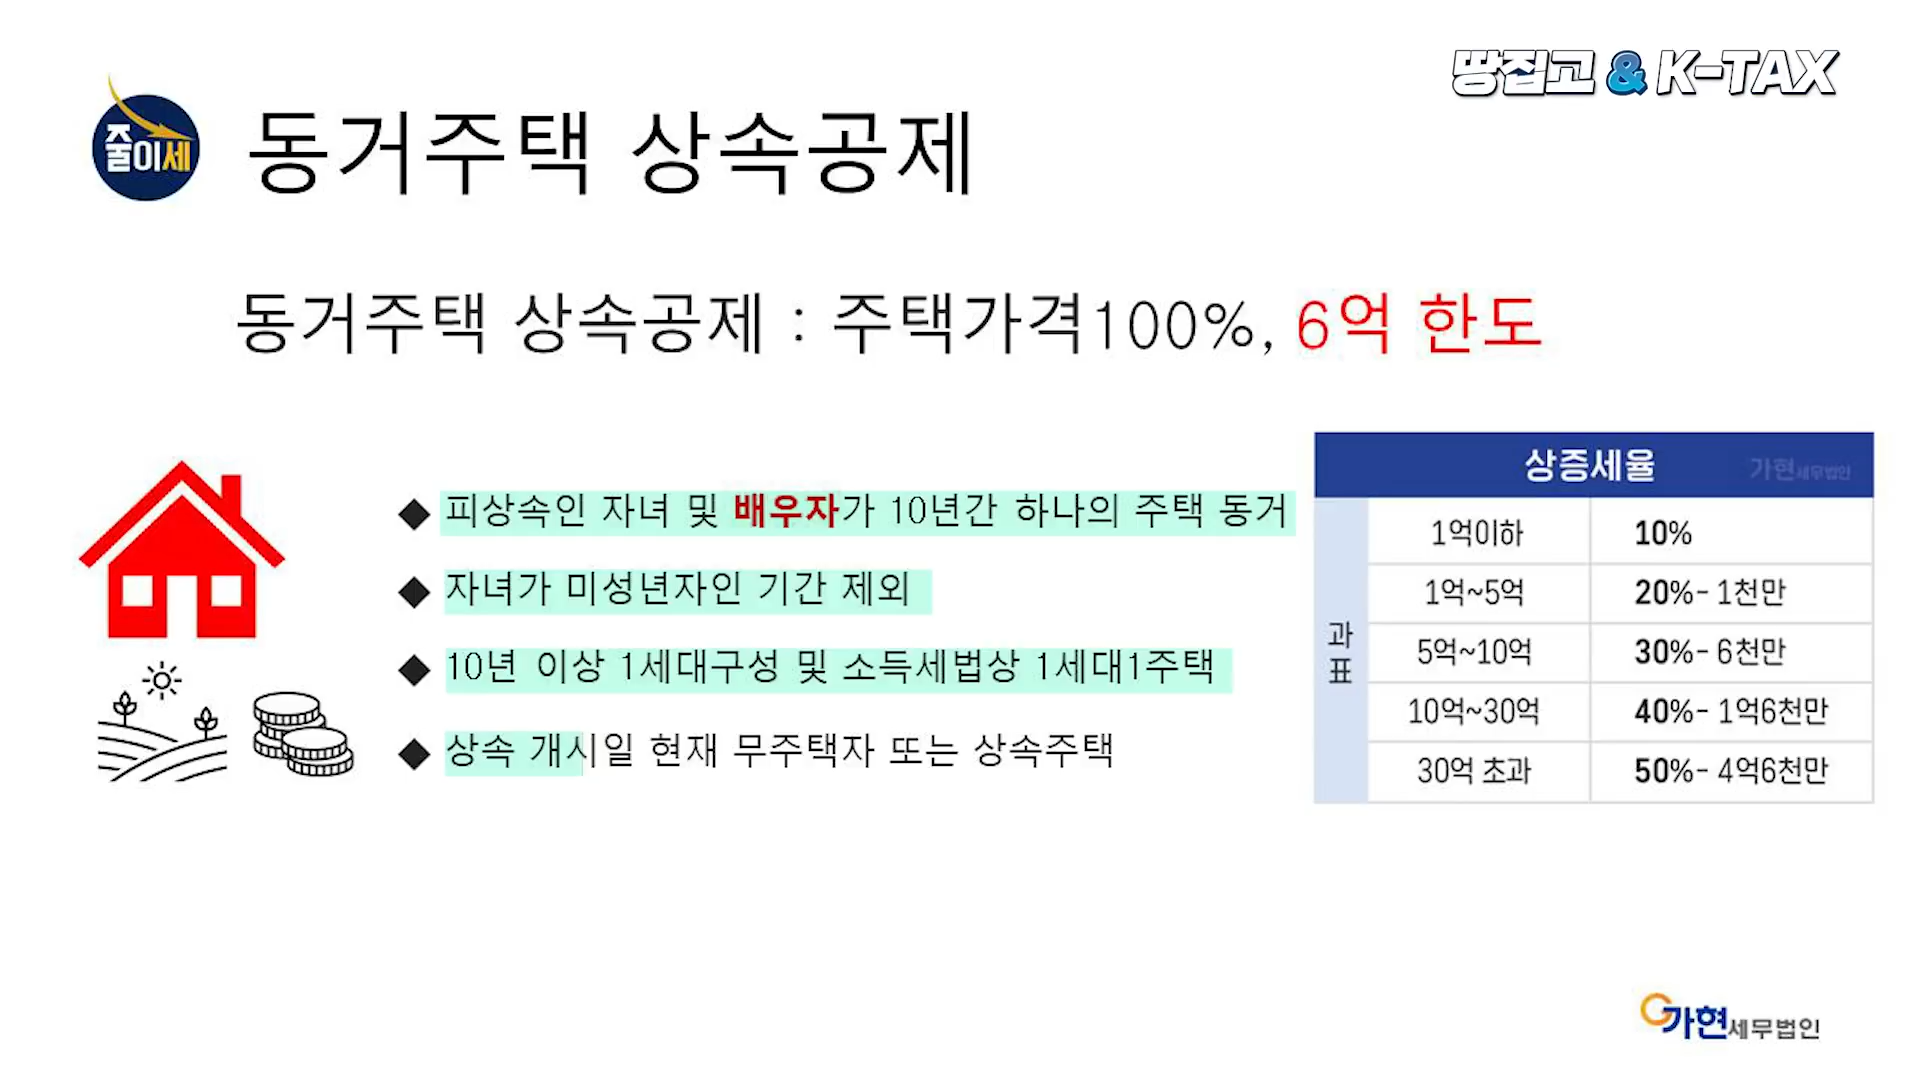 땅집고 & K-TAX
줄이세
동거주택 상속공제
동거주택 상속공제 : 주택가격100%, 6억 한도
◆ 피상속인 자녀 및 배우자가 10년간 하나의 주택 동거
◆ 자녀가 미성년자인 기간 제외
◆ 10년 이상 1세대구성 및 소득세법상 1세대1주택
◆ 상속 개시일 현재 무주택자 또는 상속주택
상증세율 가현세무법인
과표
1억이하 10%
1억~5억 20%- 1천만
5억~10억 30%- 6천만
10억~30억 40%- 1억6천만
30억 초과 50%- 4억6천만
가현세무법인